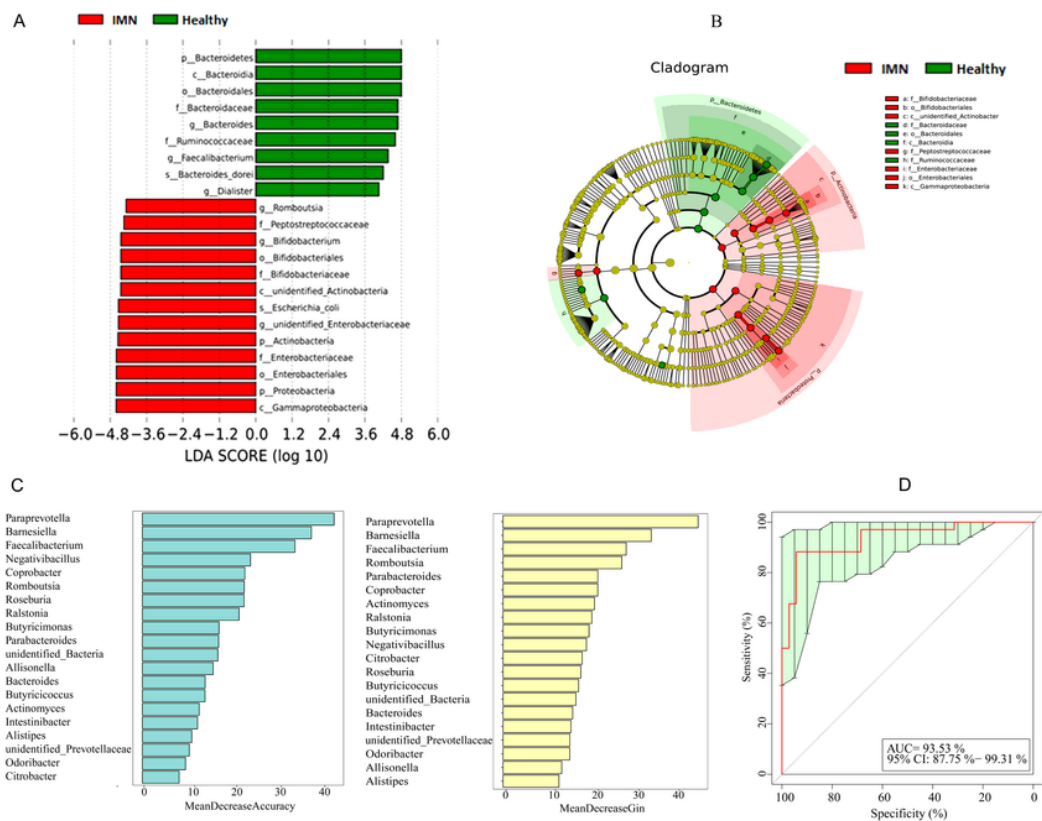 A
IMN Healthy
p__Bacteroidetes
c__Bacteroidia
o__Bacteroidales
f__Bacteroidaceae
g__Bacteroides
f__Ruminococcaceae
g__Faecalibacterium
s__Bacteroides_dorei
g__Dialister
g__Romboutsia
f__Peptostreptococcaceae
g__Bifidobacterium
o__Bifidobacteriales
f__Bifidobacteriaceae
c__unidentified_Actinobacteria
s__Escherichia_coli
g__unidentified_Enterobacteriaceae
p__Actinobacteria
f__Enterobacteriaceae
o__Enterobacteriales
p__Proteobacteria
c__Gammaproteobacteria
−6.0 −4.8 −3.6 −2.4 −1.2 0.0 1.2 2.4 3.6 4.8 6.0
LDA SCORE (log 10)
B
Cladogram
IMN Healthy
a: f__Bifidobacteriaceae
b: o__Bifidobacteriales
c: c__unidentified_Actinobacter
d: f__Bacteroidaceae
e: o__Bacteroidales
f: c__Bacteroidia
g: f__Peptostreptococcaceae
h: f__Ruminococcaceae
i: f__Enterobacteriaceae
j: o__Enterobacteriales
k: c__Gammaproteobacteria
p__Bacteroidetes
f
e
p__Actinobacteria
c
b
g
h
k
j
p__Proteobacteria
C
Paraprevotella
Barnesiella
Faecalibacterium
Negativibacillus
Coprobacter
Romboutsia
Roseburia
Ralstonia
Butyricimonas
Parabacteroides
unidentified_Bacteria
Allisonella
Bacteroides
Butyricicoccus
Actinomyces
Intestinibacter
Alistipes
unidentified_Prevotellaceae
Odoribacter
Citrobacter
0 10 20 30 40
MeanDecreaseAccuracy
Paraprevotella
Barnesiella
Faecalibacterium
Romboutsia
Parabacteroides
Coprobacter
Actinomyces
Ralstonia
Butyricimonas
Negativibacillus
Citrobacter
Roseburia
Butyricicoccus
unidentified_Bacteria
Bacteroides
Intestinibacter
unidentified_Prevotellaceae
Odoribacter
Allisonella
Alistipes
0 10 20 30 40
MeanDecreaseGin
D
Sensitivity (%)
100
80
60
40
20
0
AUC= 93.53 %
95% CI: 87.75 %− 99.31 %
100 80 60 40 20 0
Specificity (%)